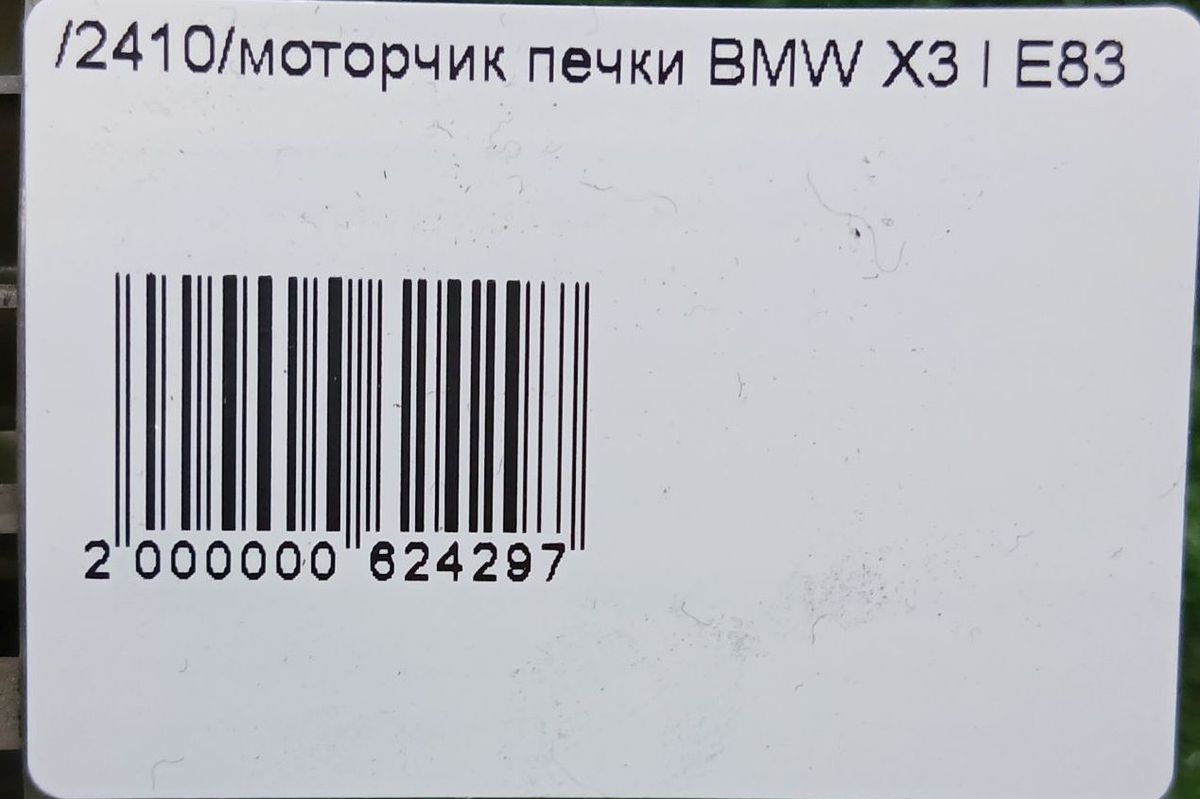 /2410/моторчик печки BMW X3 I E83
2 000000 624297